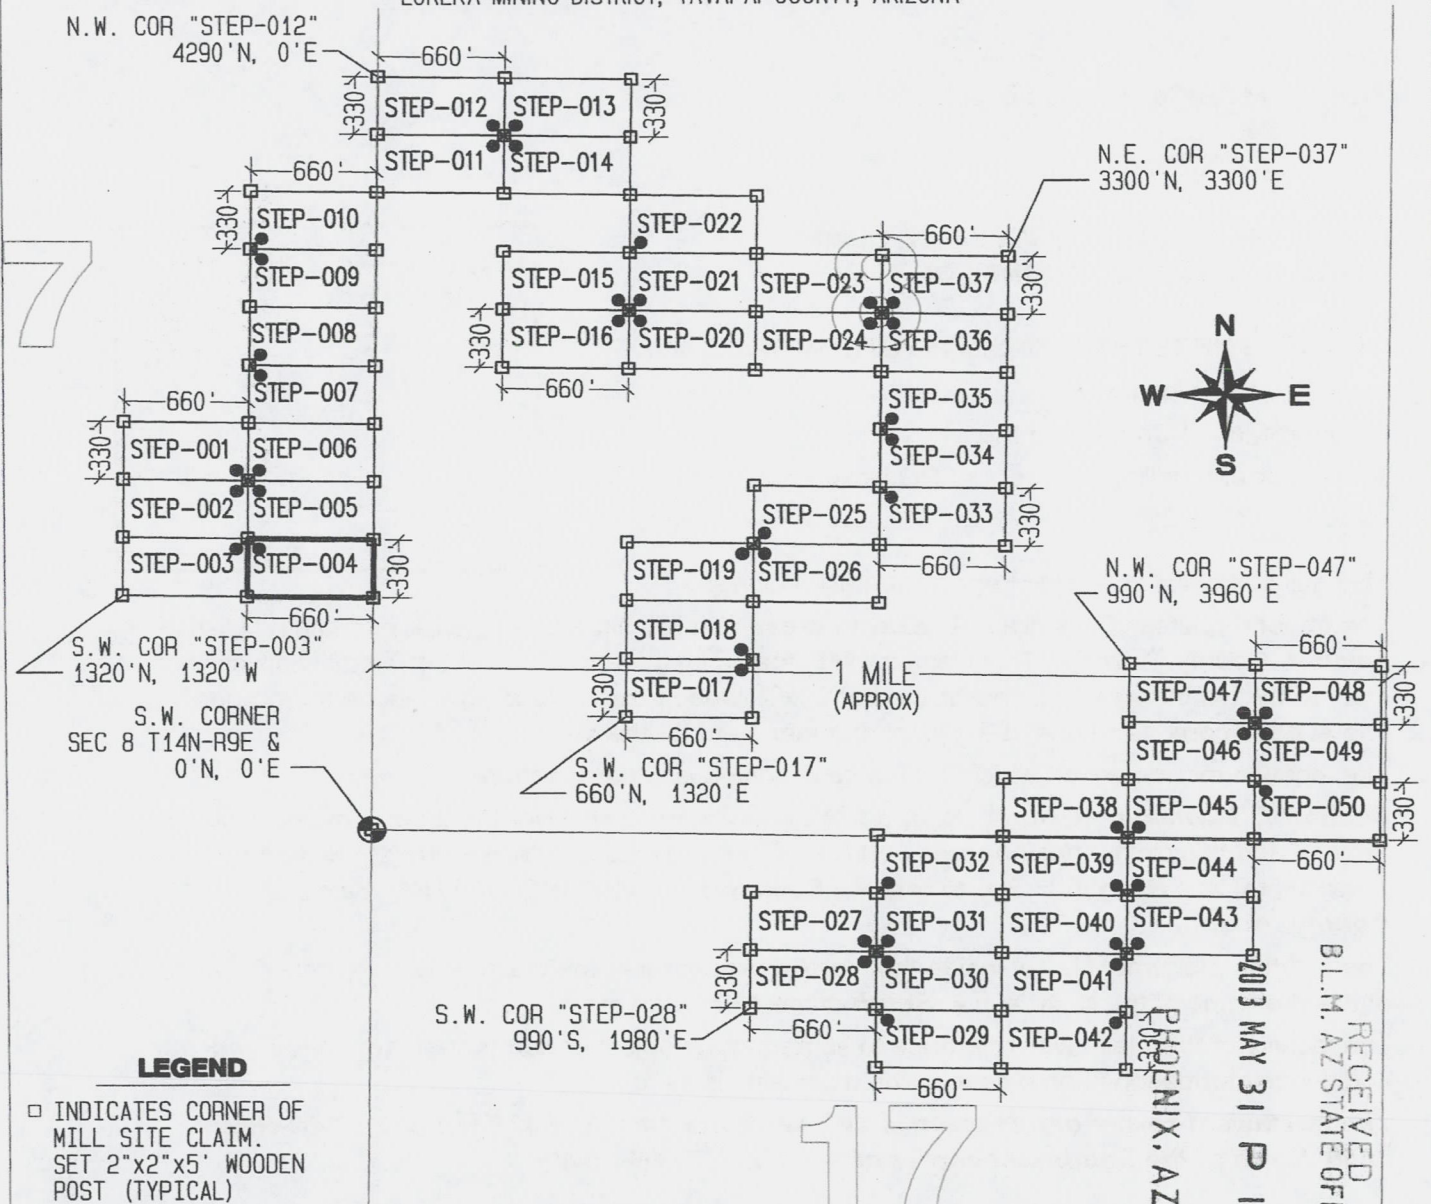 EUREKA MINING DISTRICT, YAVAPAI COUNTY, ARIZONA
N.W. COR "STEP-012"
4290'N, 0'E
660'
330
STEP-012
STEP-013
330
STEP-011
STEP-014
N.E. COR "STEP-037"
3300'N, 3300'E
660'
330
STEP-010
STEP-022
660'
7
STEP-009
STEP-015
STEP-021
STEP-023
8
STEP-037
330
STEP-008
330
STEP-016
STEP-020
STEP-024
STEP-036
N
W
E
S
660'
STEP-007
660'
STEP-035
330
STEP-001
STEP-006
STEP-034
STEP-002
STEP-005
STEP-025
STEP-033
330
STEP-003
STEP-004
330
STEP-019
STEP-026
660'
N.W. COR "STEP-047"
990'N, 3960'E
660'
S.W. COR "STEP-003"
1320'N, 1320'W
STEP-018
660'
330
STEP-017
1 MILE
(APPROX)
STEP-047
STEP-048
330
S.W. CORNER
SEC 8 T14N-R9E &
0'N, 0'E
660'
STEP-046
STEP-049
S.W. COR "STEP-017"
660'N, 1320'E
STEP-038
STEP-045
STEP-050
330
STEP-032
STEP-039
STEP-044
660'
STEP-027
STEP-031
STEP-040
STEP-043
330
STEP-028
STEP-030
STEP-041
S.W. COR "STEP-028"
990'S, 1980'E
660'
STEP-029
STEP-042
330
660'
17
LEGEND
INDICATES CORNER OF
MILL SITE CLAIM.
SET 2"x2"x5' WOODEN
POST (TYPICAL)
RECEIVED
B.L.M. AZ STATE OF
2013 MAY 31 P
PHOENIX, AZ